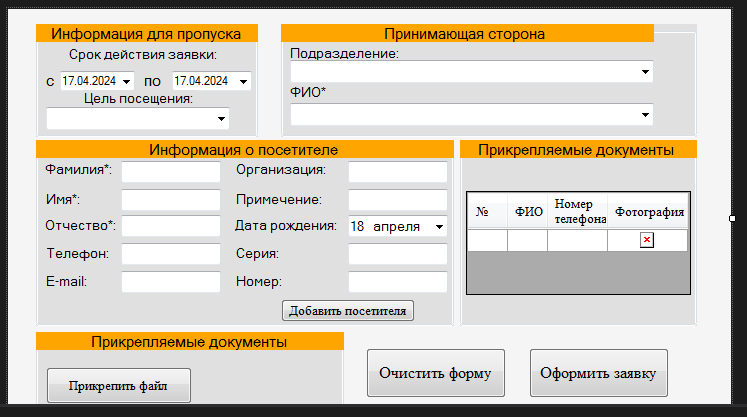 Информация для пропуска
Срок действия заявки:
с 17.04.2024 по 17.04.2024
Цель посещения:
Принимающая сторона
Подразделение:
ФИО*
Информация о посетителе
Фамилия*:
Организация:
Имя*:
Примечение:
Отчество*:
Дата рождения:
18 апреля
Телефон:
Серия:
E-mail:
Номер:
Добавить посетителя
Прикрепляемые документы
№ ФИО Номер телефона Фотография
Прикрепляемые документы
Прикрепить файл
Очистить форму
Оформить заявку